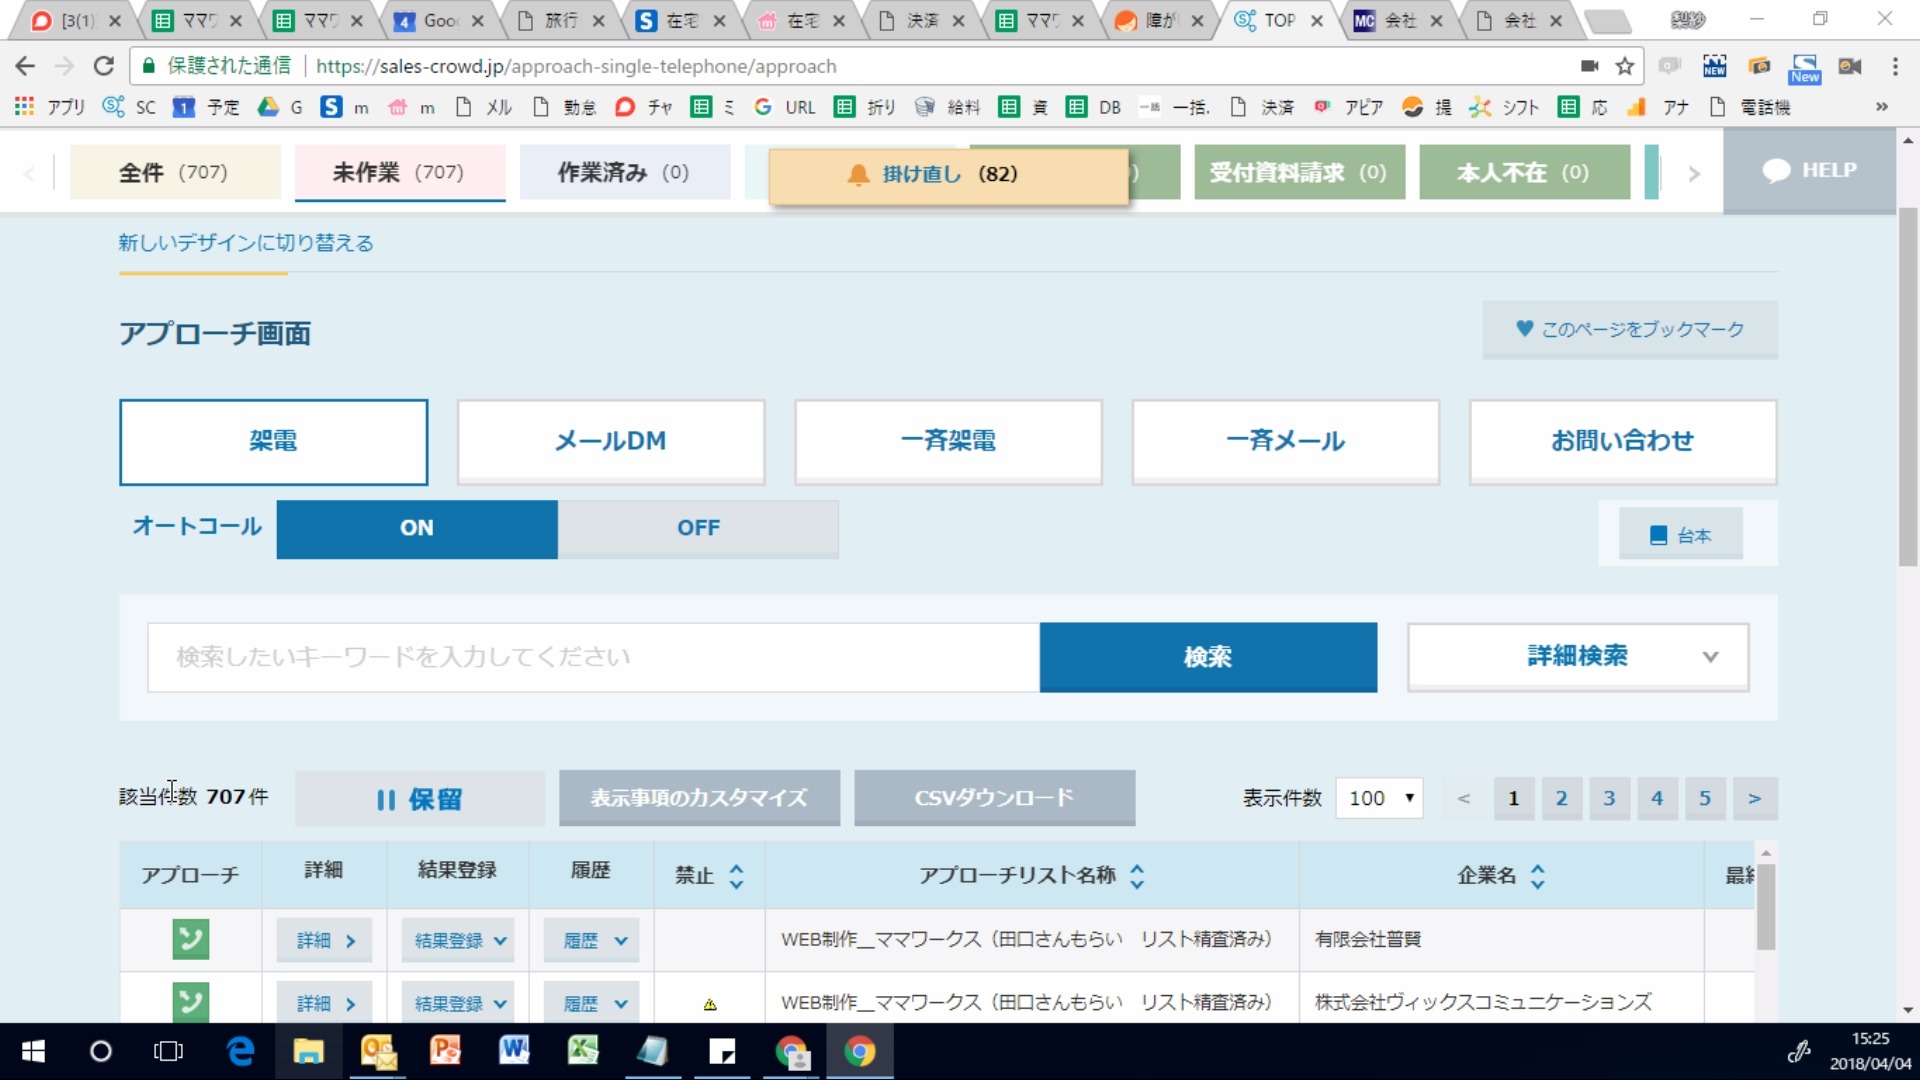 [3(1)
ママワ
ママワ
Goo
旅行
在宅
在宅
決済
ママワ
障が
TOP
会社
会社
保護された通信
https://sales-crowd.jp/approach-single-telephone/approach
アプリ SC 予定 G m m メル 勤怠 チャ ミ URL 折り 給料 資 DB 一括. 決済 アピア 提 シフト 応 アナ 電話機 »
全件 (707)
未作業 (707)
作業済み (0)
掛け直し (82)
受付資料請求 (0)
本人不在 (0)
HELP
新しいデザインに切り替える
アプローチ画面
このページをブックマーク
架電
メールDM
一斉架電
一斉メール
お問い合わせ
オートコール
ON
OFF
台本
検索したいキーワードを入力してください
検索
詳細検索
該当件数 707 件
保留
表示事項のカスタマイズ
CSVダウンロード
表示件数
100
< 1 2 3 4 5 >
アプローチ 詳細 結果登録 履歴 禁止 アプローチリスト名称 企業名 最終
詳細 結果登録 履歴 WEB制作__ママワークス（田口さんもらい リスト精査済み） 有限会社普賢
詳細 結果登録 履歴 WEB制作__ママワークス（田口さんもらい リスト精査済み） 株式会社ヴィックスコミュニケーションズ
15:25
2018/04/04